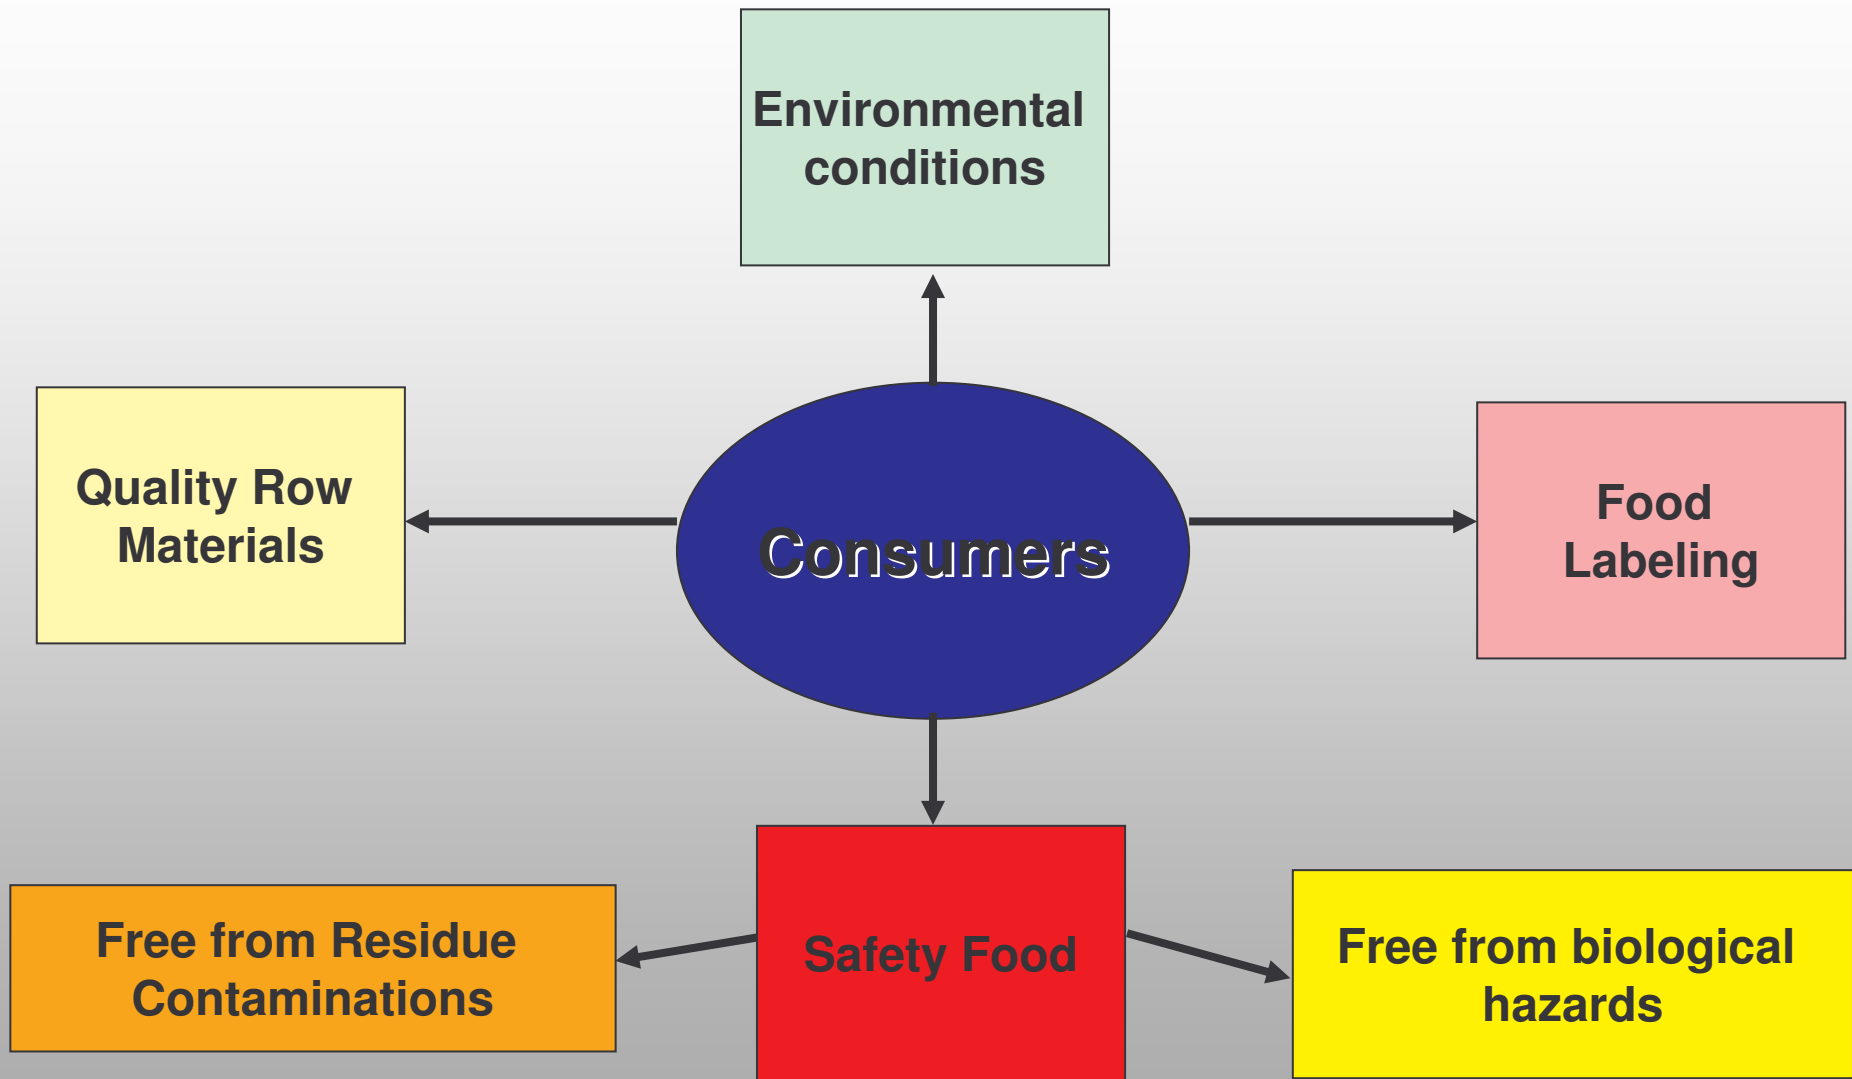 Environmental
conditions
Quality Row
Materials
Consumers
Food
Labeling
Free from Residue
Contaminations
Safety Food
Free from biological
hazards